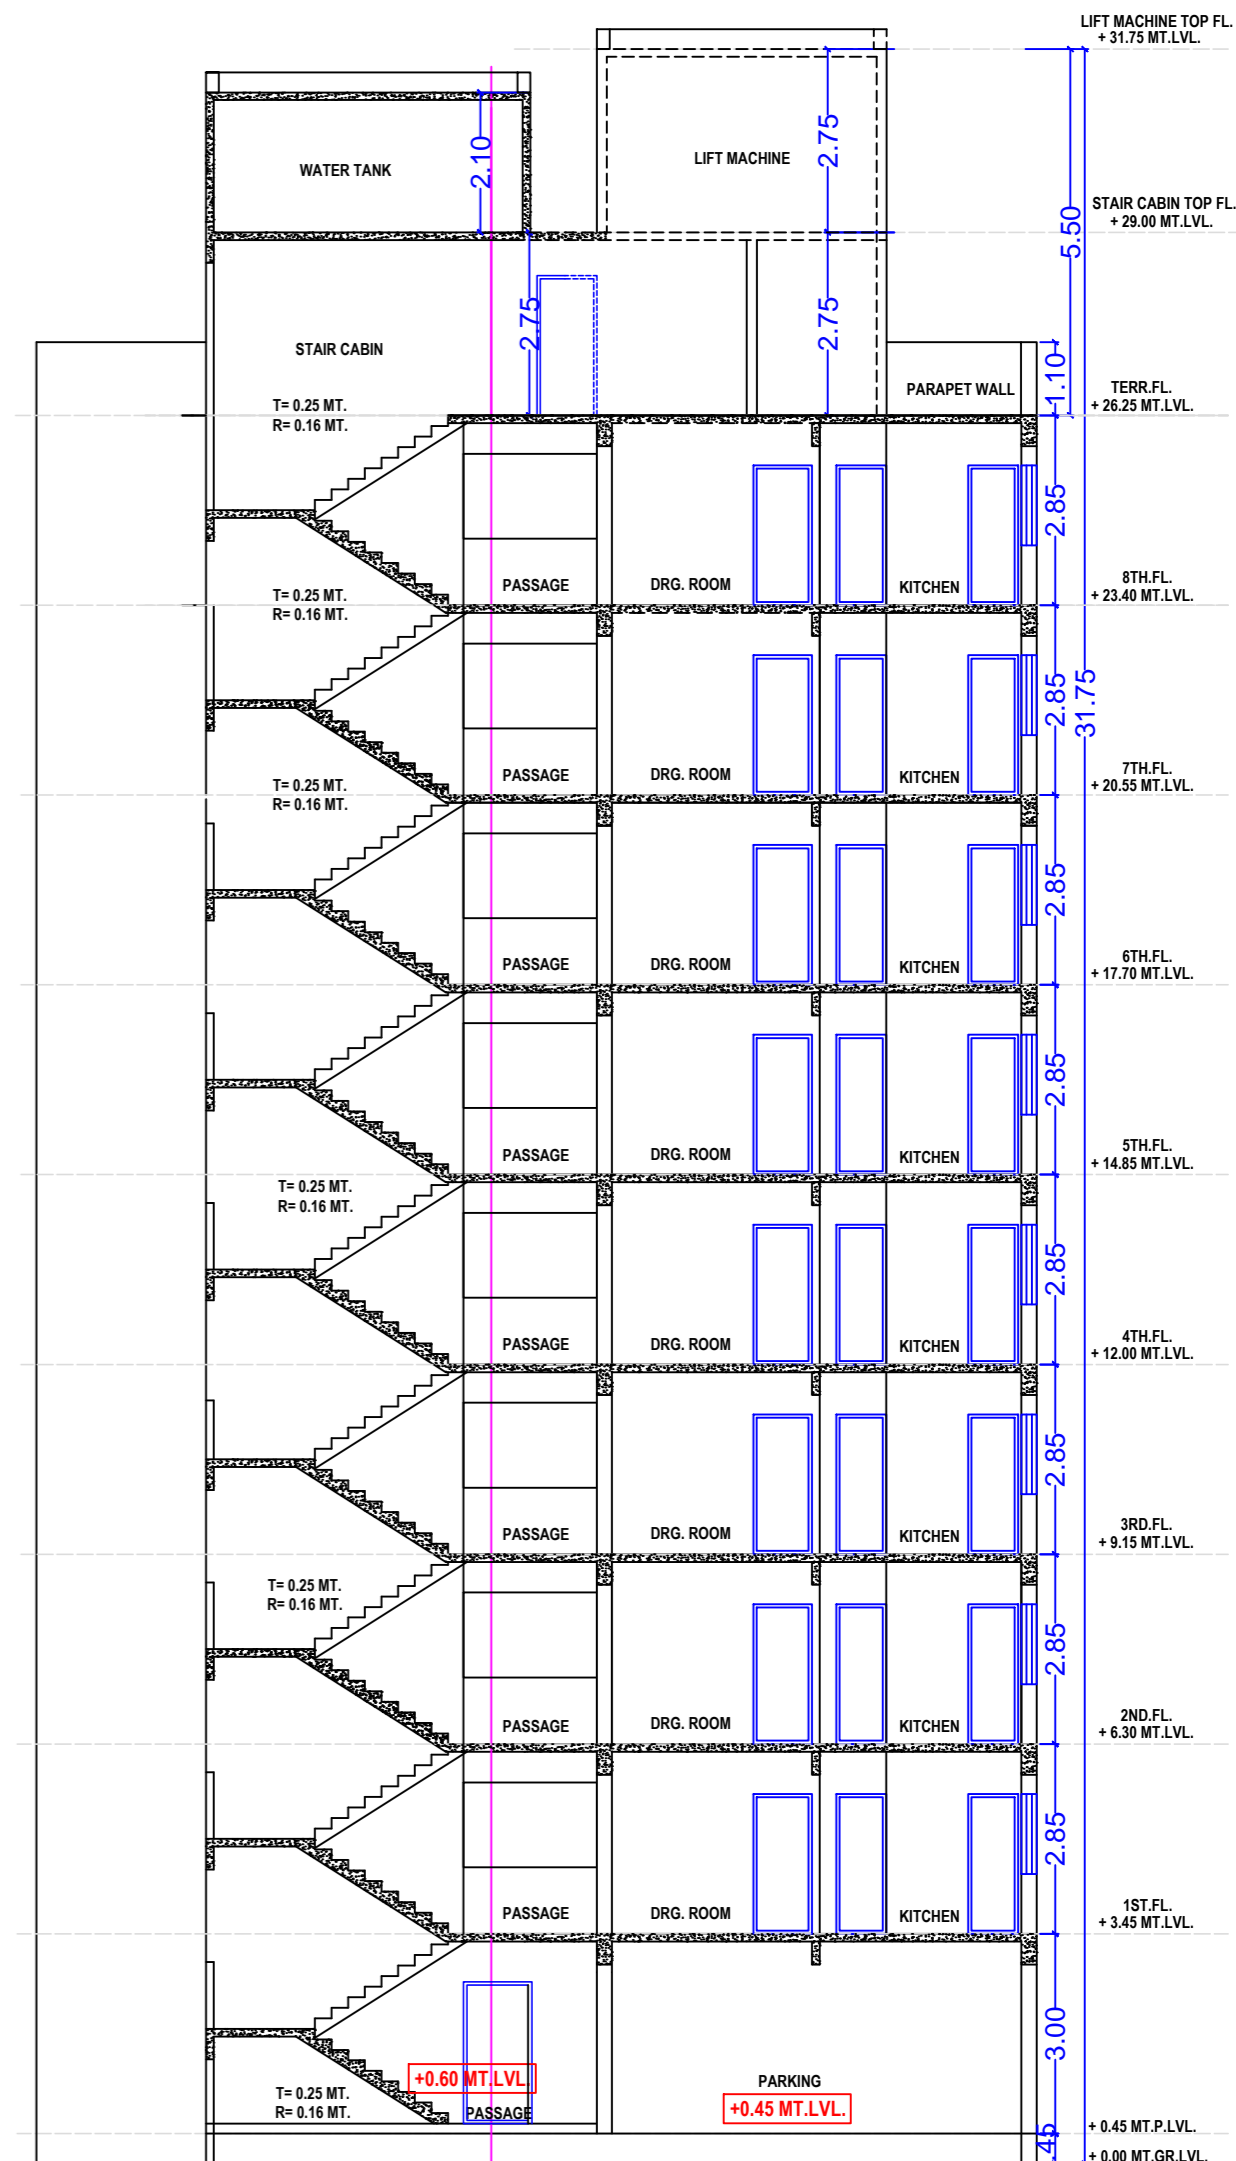 LIFT MACHINE TOP FL.
+ 31.75 MT.LVL.
WATER TANK
2.10
LIFT MACHINE
2.75
5.50
STAIR CABIN TOP FL.
+ 29.00 MT.LVL.
STAIR CABIN
2.75
2.75
PARAPET WALL
1.10
TERR.FL.
+ 26.25 MT.LVL.
T= 0.25 MT.
R= 0.16 MT.
2.85
PASSAGE
DRG. ROOM
KITCHEN
8TH.FL.
+ 23.40 MT.LVL.
T= 0.25 MT.
R= 0.16 MT.
2.85
31.75
PASSAGE
DRG. ROOM
KITCHEN
7TH.FL.
+ 20.55 MT.LVL.
T= 0.25 MT.
R= 0.16 MT.
2.85
PASSAGE
DRG. ROOM
KITCHEN
6TH.FL.
+ 17.70 MT.LVL.
2.85
PASSAGE
DRG. ROOM
KITCHEN
5TH.FL.
+ 14.85 MT.LVL.
T= 0.25 MT.
R= 0.16 MT.
2.85
PASSAGE
DRG. ROOM
KITCHEN
4TH.FL.
+ 12.00 MT.LVL.
2.85
PASSAGE
DRG. ROOM
KITCHEN
3RD.FL.
+ 9.15 MT.LVL.
T= 0.25 MT.
R= 0.16 MT.
2.85
PASSAGE
DRG. ROOM
KITCHEN
2ND.FL.
+ 6.30 MT.LVL.
2.85
PASSAGE
DRG. ROOM
KITCHEN
1ST.FL.
+ 3.45 MT.LVL.
3.00
+0.60 MT.LVL.
PARKING
T= 0.25 MT.
R= 0.16 MT.
PASSAGE
+0.45 MT.LVL.
+ 0.45 MT.P.LVL.
45
+ 0.00 MT.GR.LVL.